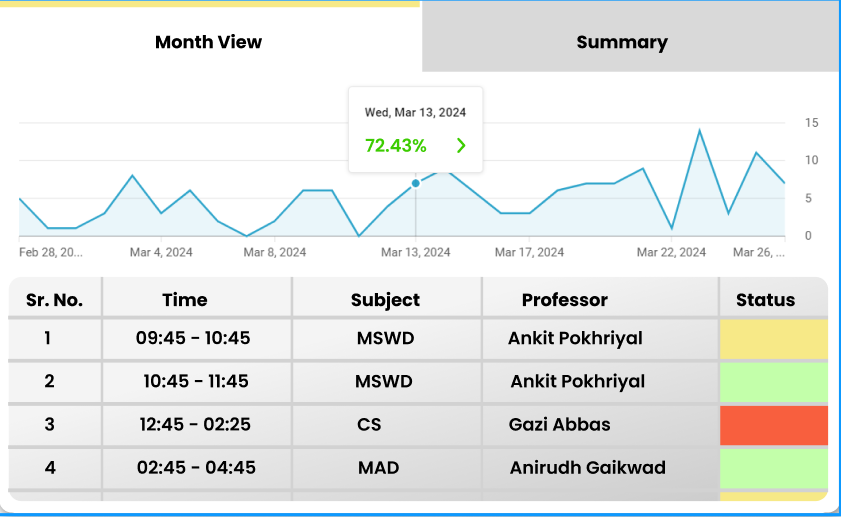 Month View Summary
Wed, Mar 13, 2024
72.43%
15
10
5
0
Feb 28, 20... Mar 4, 2024 Mar 8, 2024 Mar 13, 2024 Mar 17, 2024 Mar 22, 2024 Mar 26, ...
Sr. No. Time Subject Professor Status
1 09:45 - 10:45 MSWD Ankit Pokhriyal
2 10:45 - 11:45 MSWD Ankit Pokhriyal
3 12:45 - 02:25 CS Gazi Abbas
4 02:45 - 04:45 MAD Anirudh Gaikwad